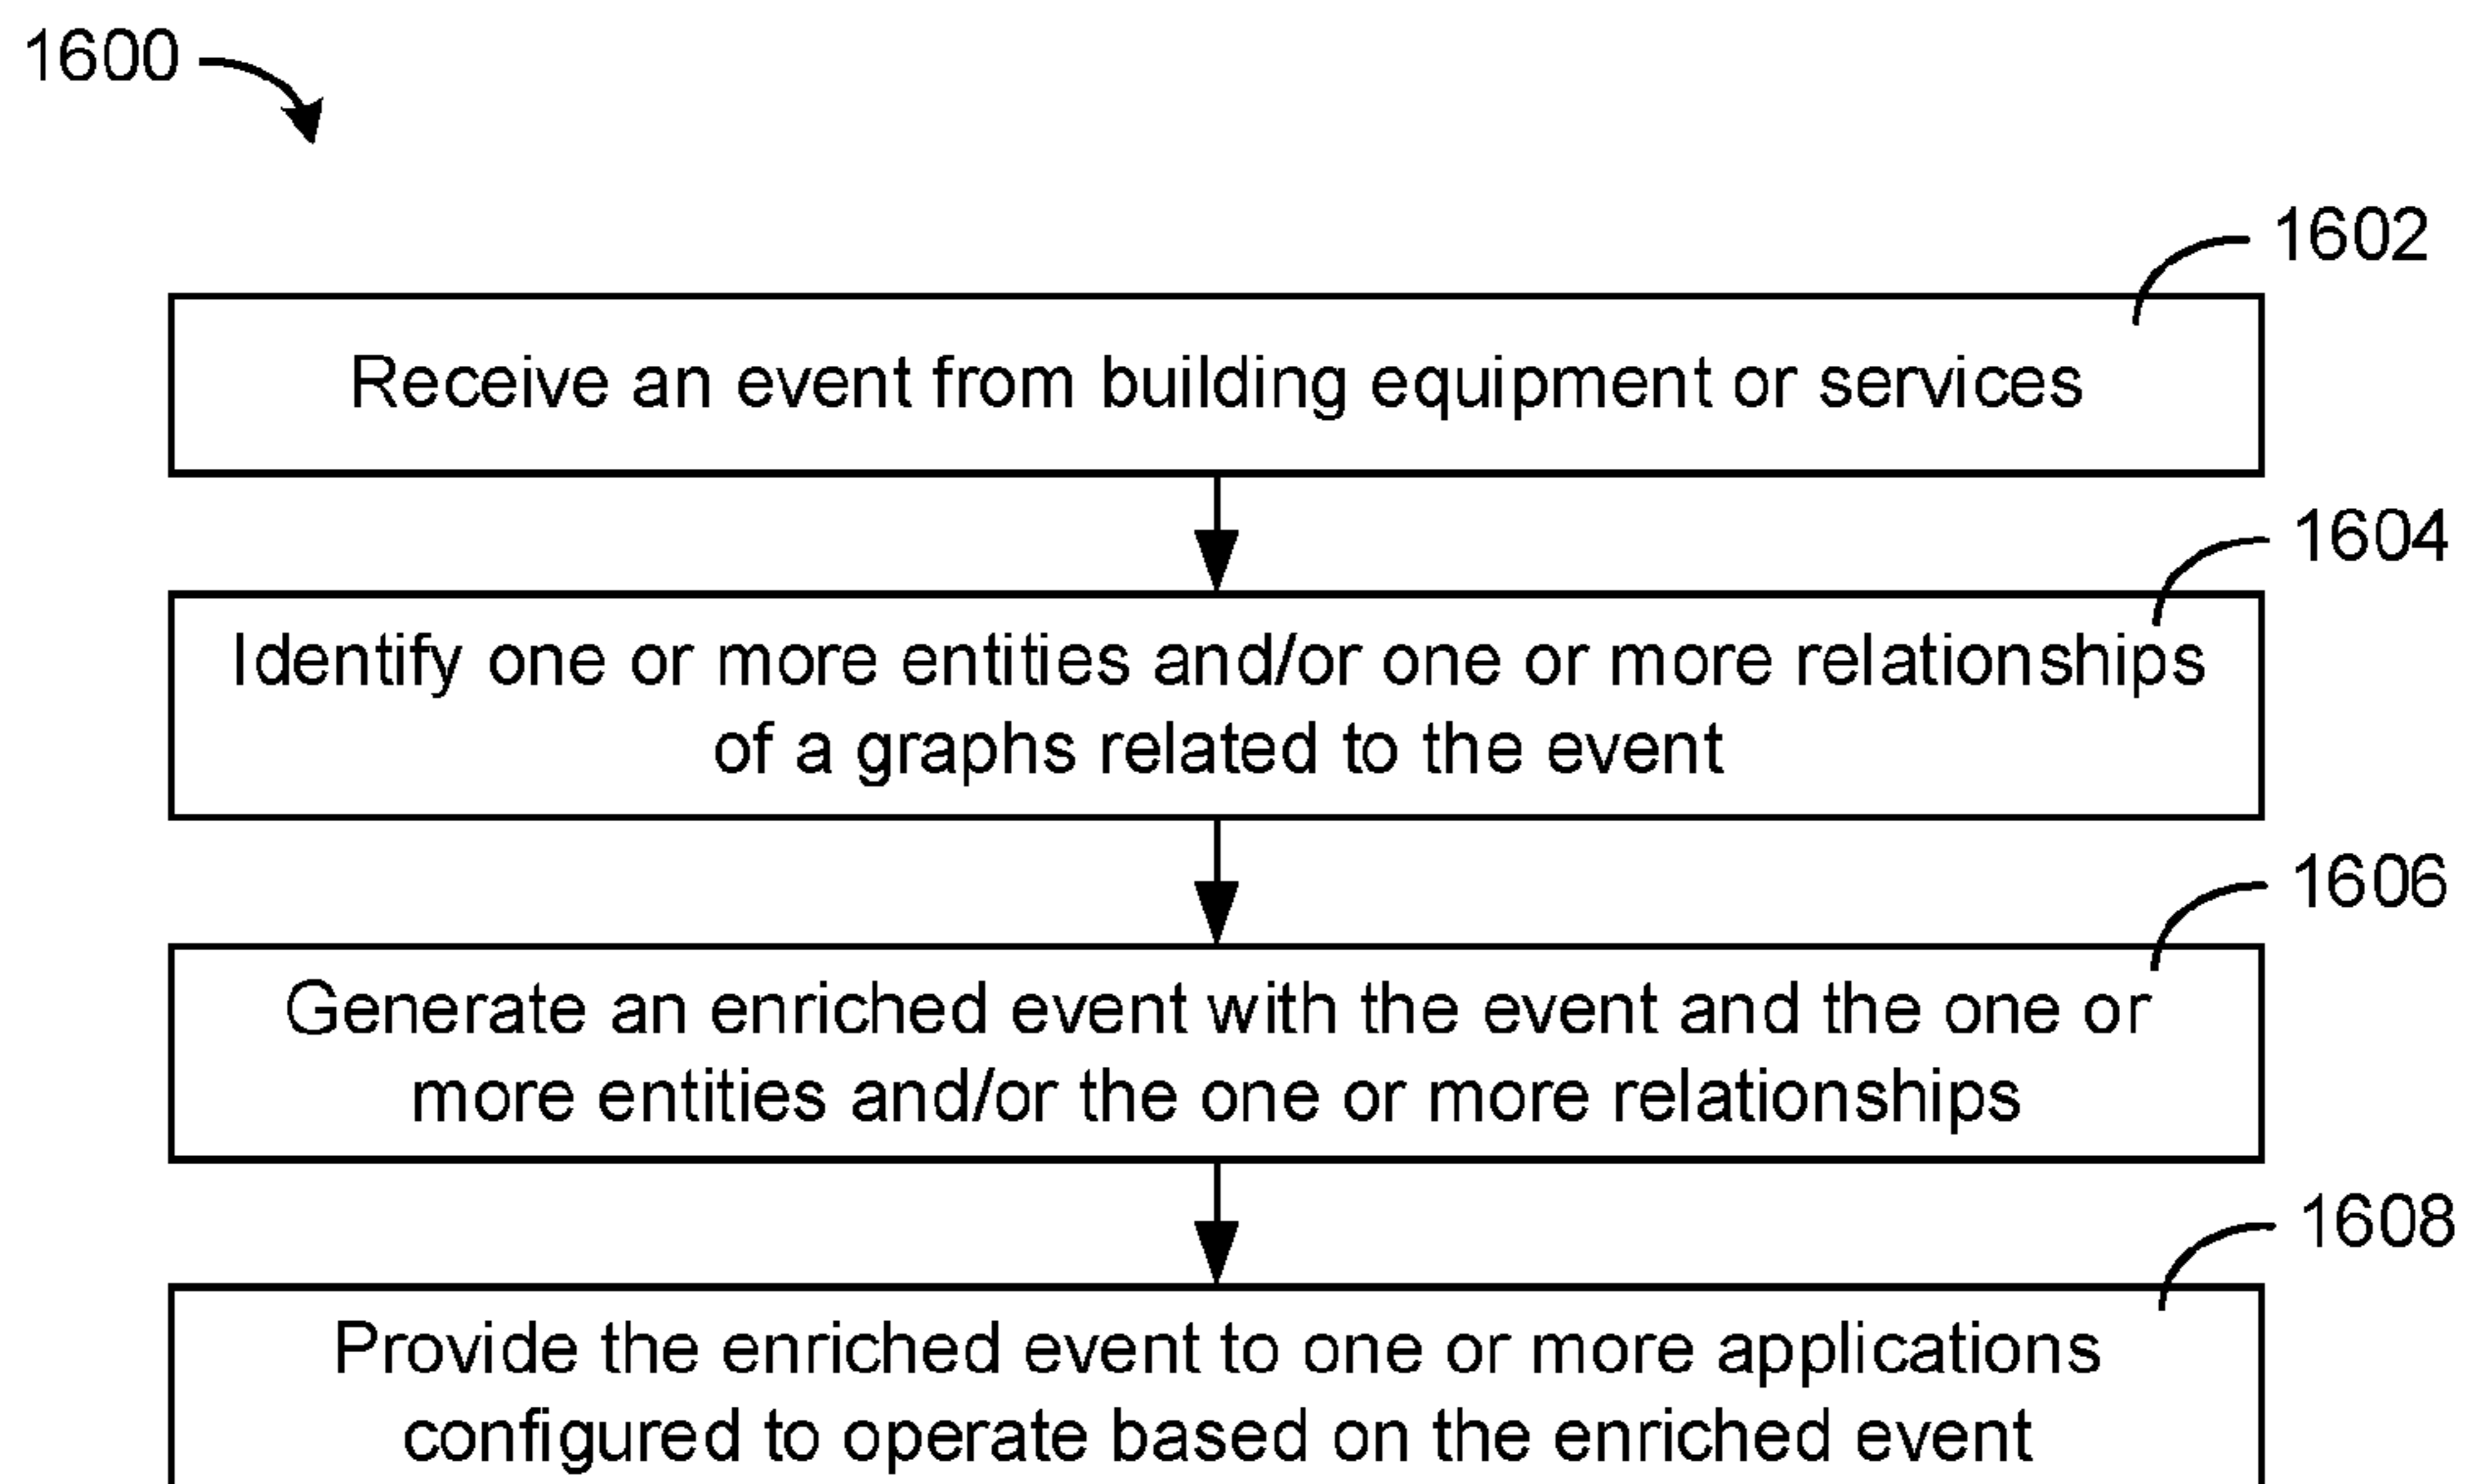 1600
1602
Receive an event from building equipment or services
1604
Identify one or more entities and/or one or more relationships
of a graphs related to the event
1606
Generate an enriched event with the event and the one or
more entities and/or the one or more relationships
1608
Provide the enriched event to one or more applications
configured to operate based on the enriched event